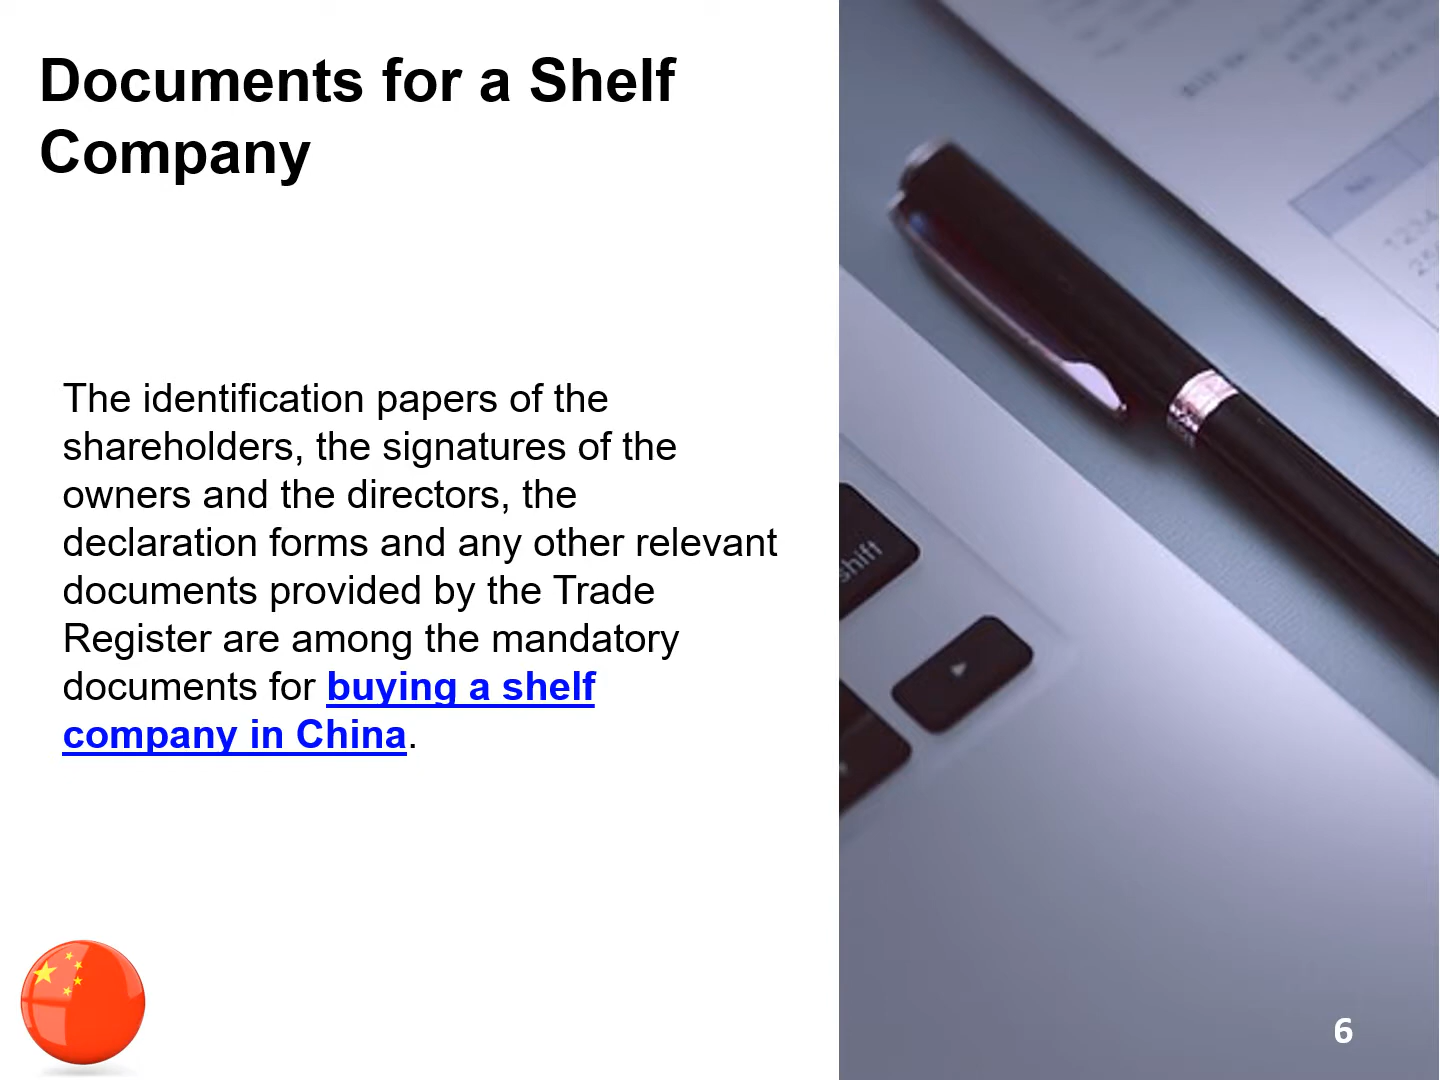 Documents for a Shelf
Company
The identification papers of the
shareholders, the signatures of the
owners and the directors, the
declaration forms and any other relevant
documents provided by the Trade
Register are among the mandatory
documents for buying a shelf
company in China.
shift
6